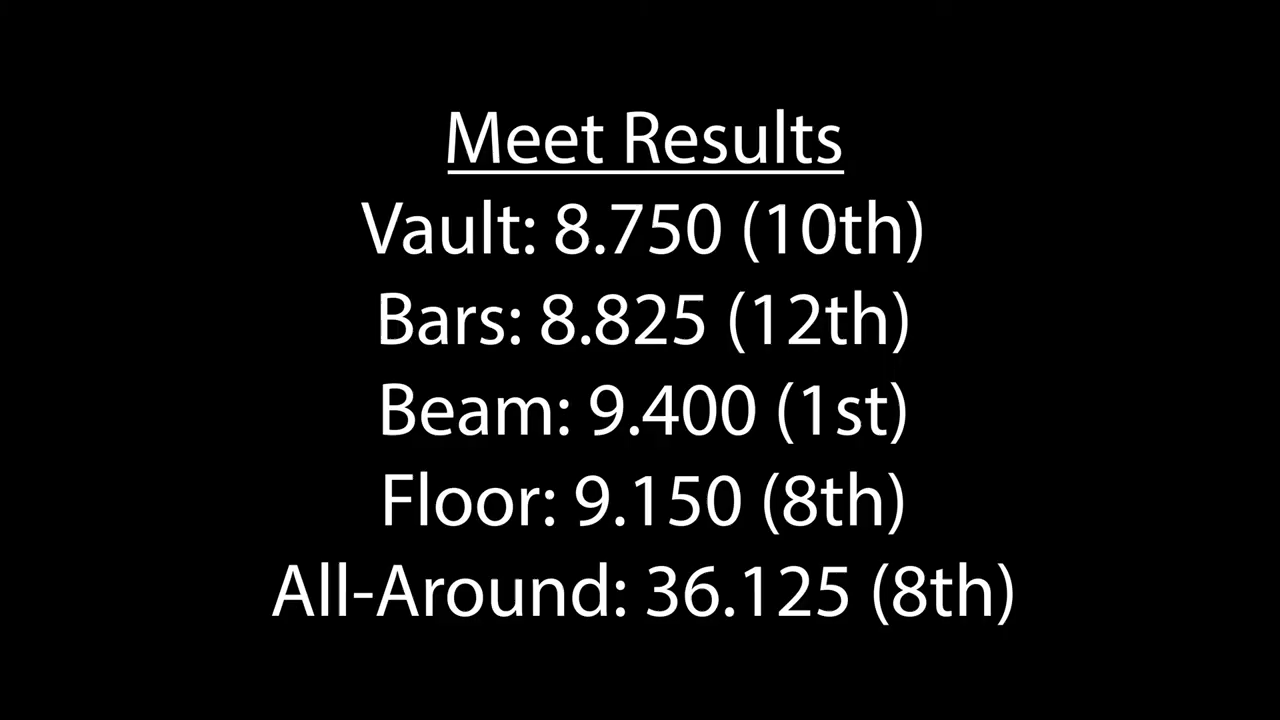 Meet Results
Vault: 8.750 (10th)
Bars: 8.825 (12th)
Beam: 9.400 (1st)
Floor: 9.150 (8th)
All-Around: 36.125 (8th)